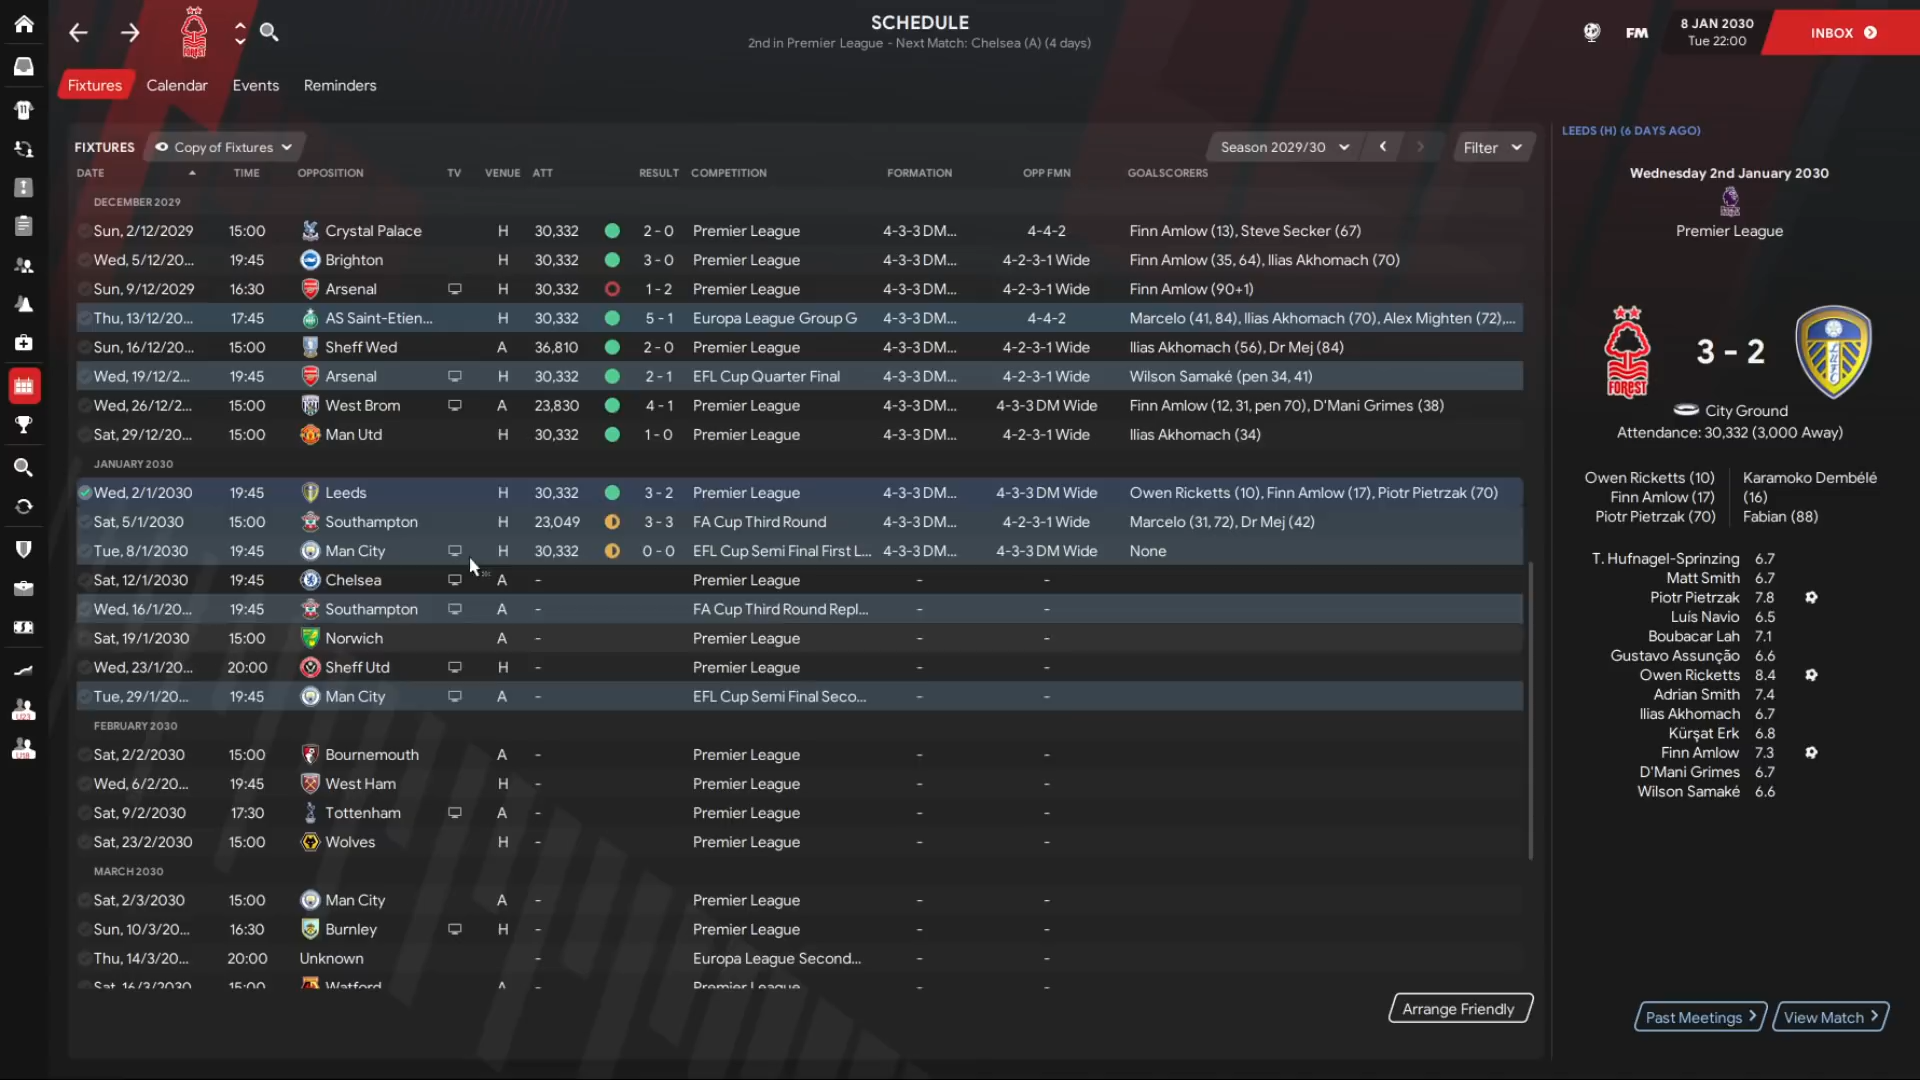 SCHEDULE
2nd in Premier League - Next Match: Chelsea (A) (4 days)
FM
8 JAN 2030
Tue 22:00
INBOX
Fixtures Calendar Events Reminders
FIXTURES Copy of Fixtures Season 2029/30 Filter
DATE TIME OPPOSITION TV VENUE ATT RESULT COMPETITION FORMATION OPP FMN GOALSCORERS
DECEMBER 2029
Sun, 2/12/2029 15:00 Crystal Palace H 30,332 2 - 0 Premier League 4-3-3 DM... 4-4-2 Finn Amlow (13), Steve Secker (67)
Wed, 5/12/20... 19:45 Brighton H 30,332 3 - 0 Premier League 4-3-3 DM... 4-2-3-1 Wide Finn Amlow (35, 64), Ilias Akhomach (70)
Sun, 9/12/2029 16:30 Arsenal H 30,332 1 - 2 Premier League 4-3-3 DM... 4-2-3-1 Wide Finn Amlow (90+1)
Thu, 13/12/20... 17:45 AS Saint-Etien... H 30,332 5 - 1 Europa League Group G 4-3-3 DM... 4-4-2 Marcelo (41, 84), Ilias Akhomach (70), Alex Mighten (72),...
Sun, 16/12/20... 15:00 Sheff Wed A 36,810 2 - 0 Premier League 4-3-3 DM... 4-2-3-1 Wide Ilias Akhomach (56), Dr Mej (84)
Wed, 19/12/2... 19:45 Arsenal H 30,332 2 - 1 EFL Cup Quarter Final 4-3-3 DM... 4-2-3-1 Wide Wilson Samaké (pen 34, 41)
Wed, 26/12/2... 15:00 West Brom A 23,830 4 - 1 Premier League 4-3-3 DM... 4-3-3 DM Wide Finn Amlow (12, 31, pen 70), D'Mani Grimes (38)
Sat, 29/12/20... 15:00 Man Utd H 30,332 1 - 0 Premier League 4-3-3 DM... 4-2-3-1 Wide Ilias Akhomach (34)
JANUARY 2030
Wed, 2/1/2030 19:45 Leeds H 30,332 3 - 2 Premier League 4-3-3 DM... 4-3-3 DM Wide Owen Ricketts (10), Finn Amlow (17), Piotr Pietrzak (70)
Sat, 5/1/2030 15:00 Southampton H 23,049 3 - 3 FA Cup Third Round 4-3-3 DM... 4-2-3-1 Wide Marcelo (31, 72), Dr Mej (42)
Tue, 8/1/2030 19:45 Man City H 30,332 0 - 0 EFL Cup Semi Final First L... 4-3-3 DM... 4-3-3 DM Wide None
Sat, 12/1/2030 19:45 Chelsea A - Premier League - -
Wed, 16/1/20... 19:45 Southampton A - FA Cup Third Round Repl... - -
Sat, 19/1/2030 15:00 Norwich A - Premier League - -
Wed, 23/1/20... 20:00 Sheff Utd H - Premier League - -
Tue, 29/1/20... 19:45 Man City A - EFL Cup Semi Final Seco... - -
FEBRUARY 2030
Sat, 2/2/2030 15:00 Bournemouth A - Premier League - -
Wed, 6/2/20... 19:45 West Ham H - Premier League - -
Sat, 9/2/2030 17:30 Tottenham A - Premier League - -
Sat, 23/2/2030 15:00 Wolves H - Premier League - -
MARCH 2030
Sat, 2/3/2030 15:00 Man City A - Premier League - -
Sun, 10/3/20... 16:30 Burnley H - Premier League - -
Thu, 14/3/20... 20:00 Unknown - Europa League Second... - -
Sat, 16/3/2030 15:00 Watford A - Premier League - -
Arrange Friendly
LEEDS (H) (6 DAYS AGO)
Wednesday 2nd January 2030
Premier League
FOREST 3 - 2
City Ground
Attendance: 30,332 (3,000 Away)
Owen Ricketts (10) Karamoko Dembélé
Finn Amlow (17) (16)
Piotr Pietrzak (70) Fabian (88)
T. Hufnagel-Sprinzing 6.7
Matt Smith 6.7
Piotr Pietrzak 7.8
Luís Navio 6.5
Boubacar Lah 7.1
Gustavo Assunção 6.6
Owen Ricketts 8.4
Adrian Smith 7.4
Ilias Akhomach 6.7
Kürşat Erk 6.8
Finn Amlow 7.3
D'Mani Grimes 6.7
Wilson Samaké 6.6
Past Meetings View Match